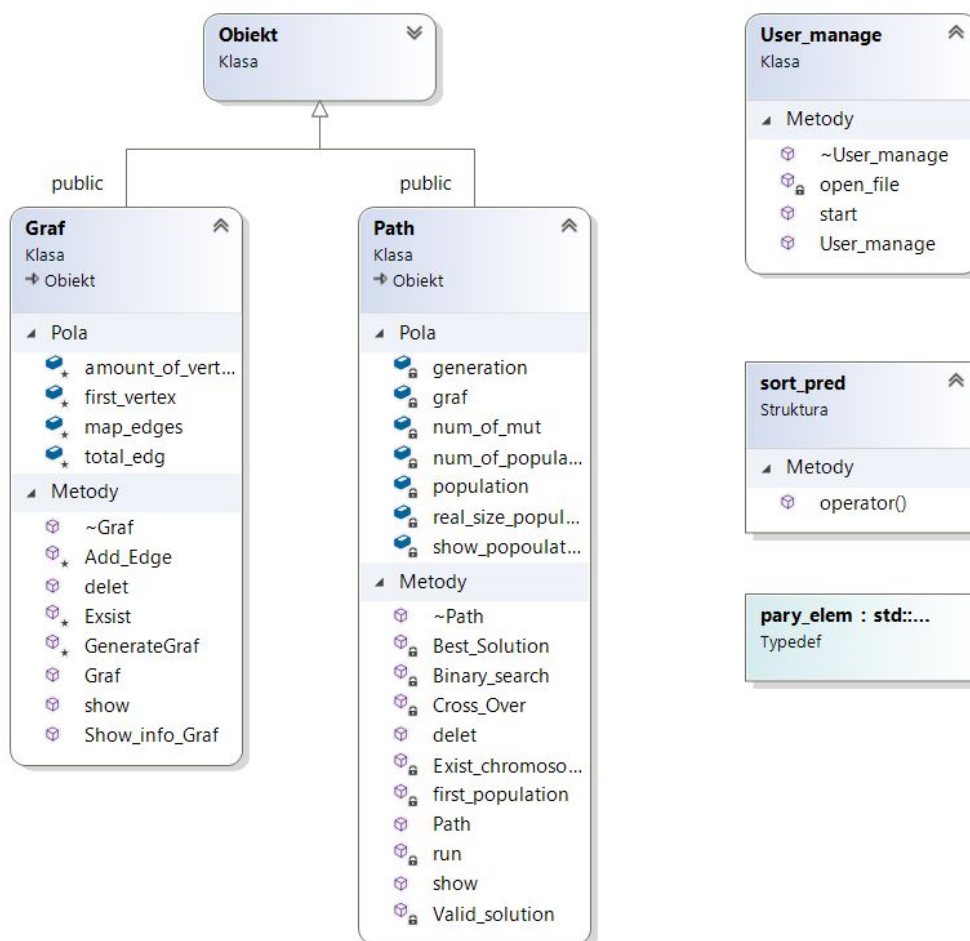 Obiekt
Klasa
public
public
Graf
Klasa
Obiekt
Pola
amount_of_vert...
first_vertex
map_edges
total_edg
Metody
~Graf
Add_Edge
delet
Exsist
GenerateGraf
Graf
show
Show_info_Graf
Path
Klasa
Obiekt
Pola
generation
graf
num_of_mut
num_of_popula...
population
real_size_popul...
show_popoulat...
Metody
~Path
Best_Solution
Binary_search
Cross_Over
delet
Exist_chromoso...
first_population
Path
run
show
Valid_solution
User_manage
Klasa
Metody
~User_manage
open_file
start
User_manage
sort_pred
Struktura
Metody
operator()
pary_elem : std::...
Typedef